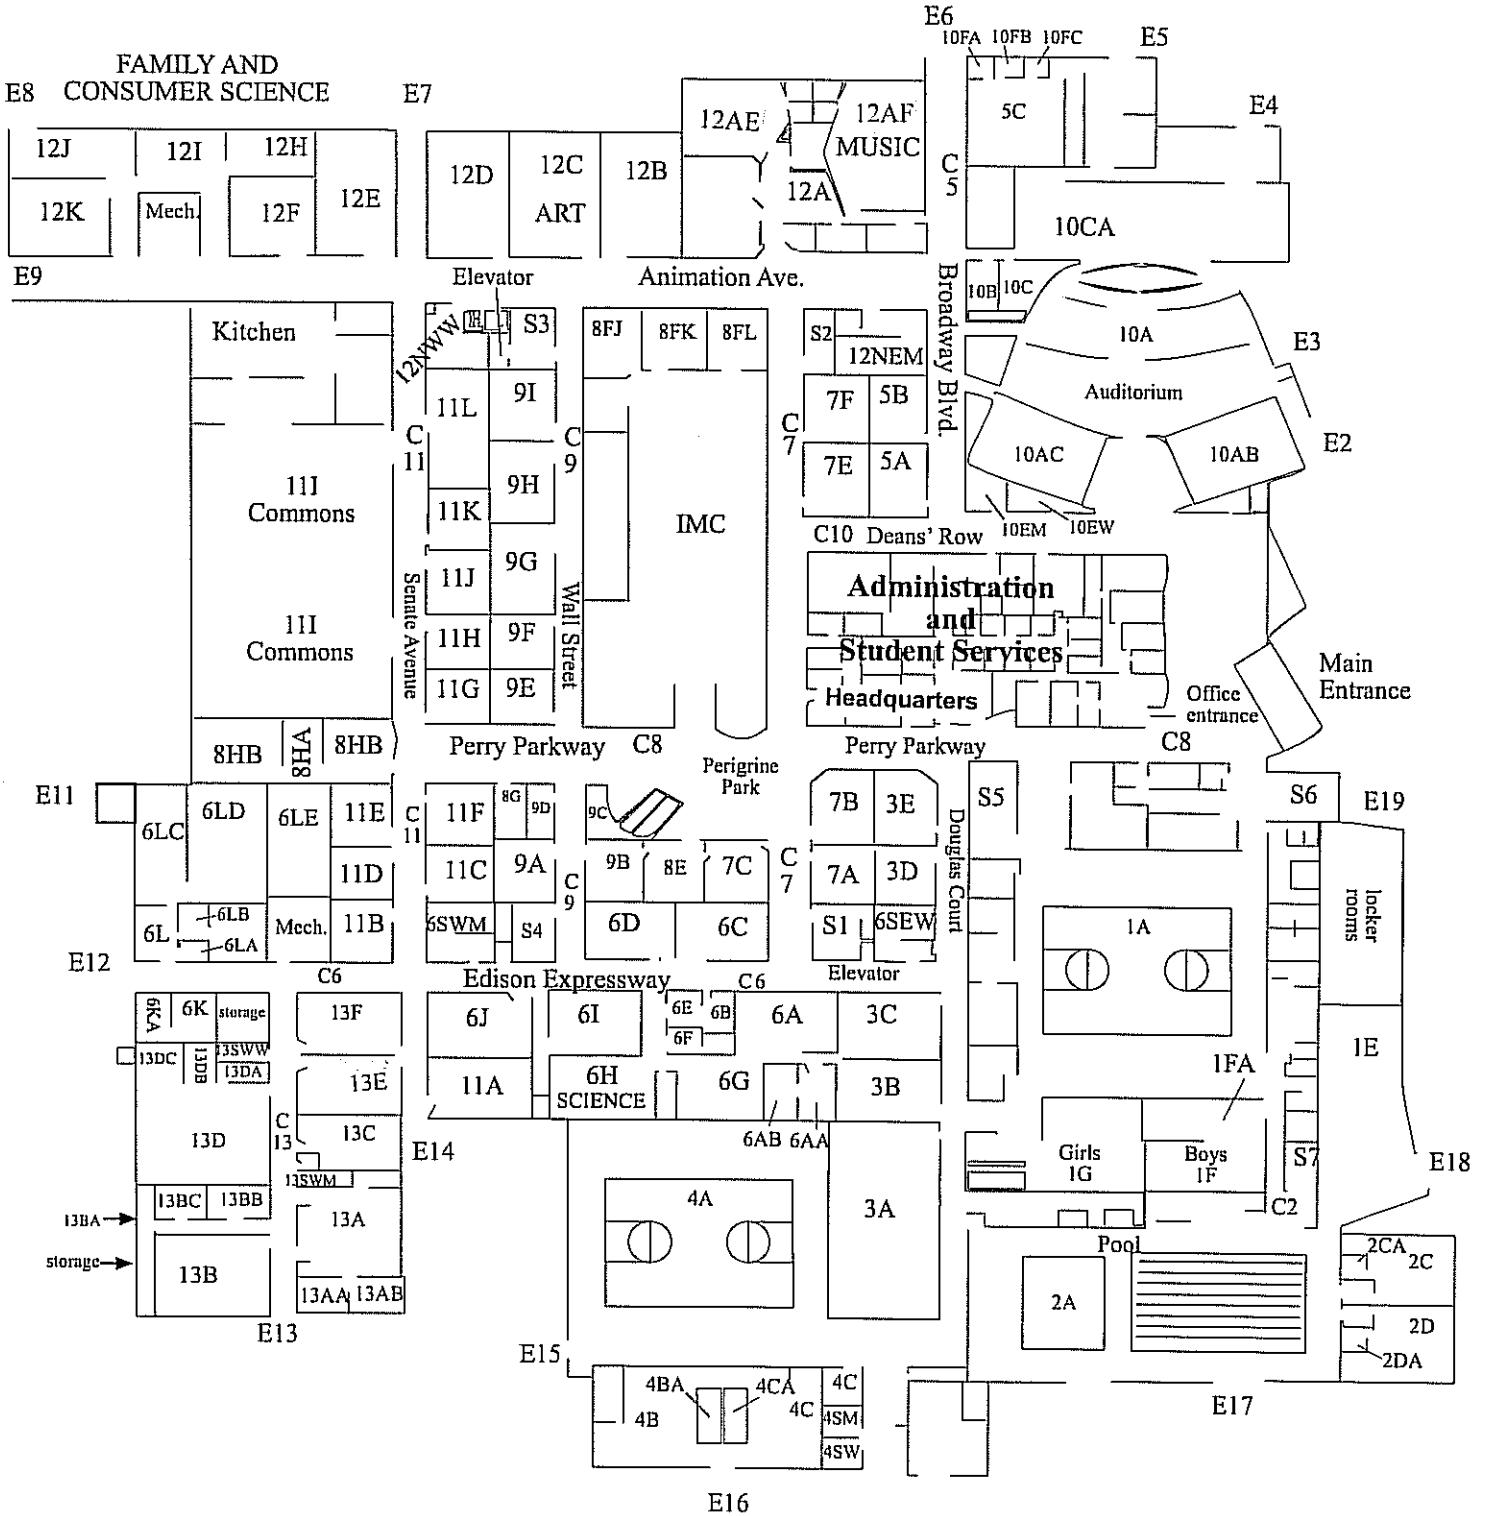 E6
10FA 10FB 10FC
E5
FAMILY AND
CONSUMER SCIENCE
E8
E7
E4
12J
12I
12H
12E
12K
Mech.
12F
12D
12C
ART
12B
12AE
12AF
MUSIC
12A
C
5
5C
10CA
E9
Elevator
Animation Ave.
Broadway Blvd.
10B
10C
10A
E3
Auditorium
E2
10AC
10AB
10EM
10EW
Kitchen
12NWW
S3
8FJ
8FK
8FL
S2
12NEM
11L
9I
7F
5B
C
11
C
9
C
7
7E
5A
9H
11K
11I
Commons
IMC
C10 Deans' Row
9G
11J
Senate Avenue
Wall Street
Administration
and
Student Services
Headquarters
11I
Commons
11H
9F
11G
9E
Main
Entrance
Office
entrance
8HB
8HA
8HB
Perry Parkway
C8
Perigrine
Park
Perry Parkway
C8
E11
6LC
6LD
6LE
11E
C
11
11F
8G
9D
9C
7B
3E
S5
S6
E19
11D
11C
9A
C
9
9B
8E
7C
C
7
7A
3D
Douglas Court
locker
rooms
6L
6LB
6LA
Mech.
11B
6SWM
S4
6D
6C
S1
6SEW
1A
E12
C6
Edison Expressway
C6
Elevator
6KA
6K
storage
13F
6J
6I
6E
6B
6F
6A
3C
13DC
13DB
13SWW
13DA
13E
11A
6H
SCIENCE
6G
3B
1FA
1E
13D
C
13
13C
E14
6AB
6AA
Girls
1G
Boys
1F
S7
E18
13SWM
13BC
13BB
13BA
13A
4A
3A
C2
storage
13B
Pool
2CA
2C
13AA
13AB
2A
2D
2DA
E13
E15
4BA
4CA
4B
4C
4C
4SM
4SW
E17
E16